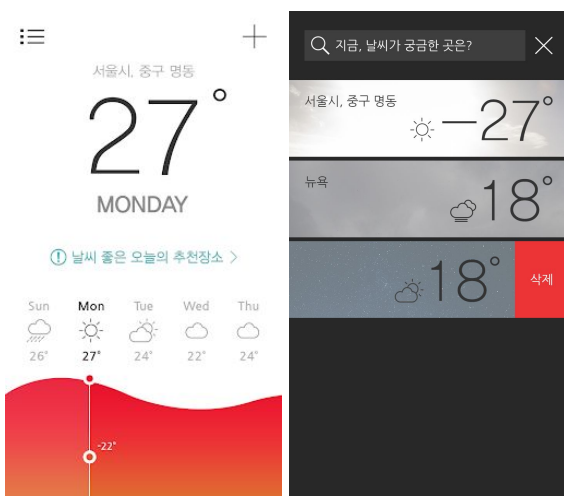 서울시, 중구 명동
27°
MONDAY
날씨 좋은 오늘의 추천장소
Sun Mon Tue Wed Thu
26° 27° 24° 22° 24°
-22°
지금, 날씨가 궁금한 곳은?
서울시, 중구 명동
-27°
뉴욕
18°
18°
삭제